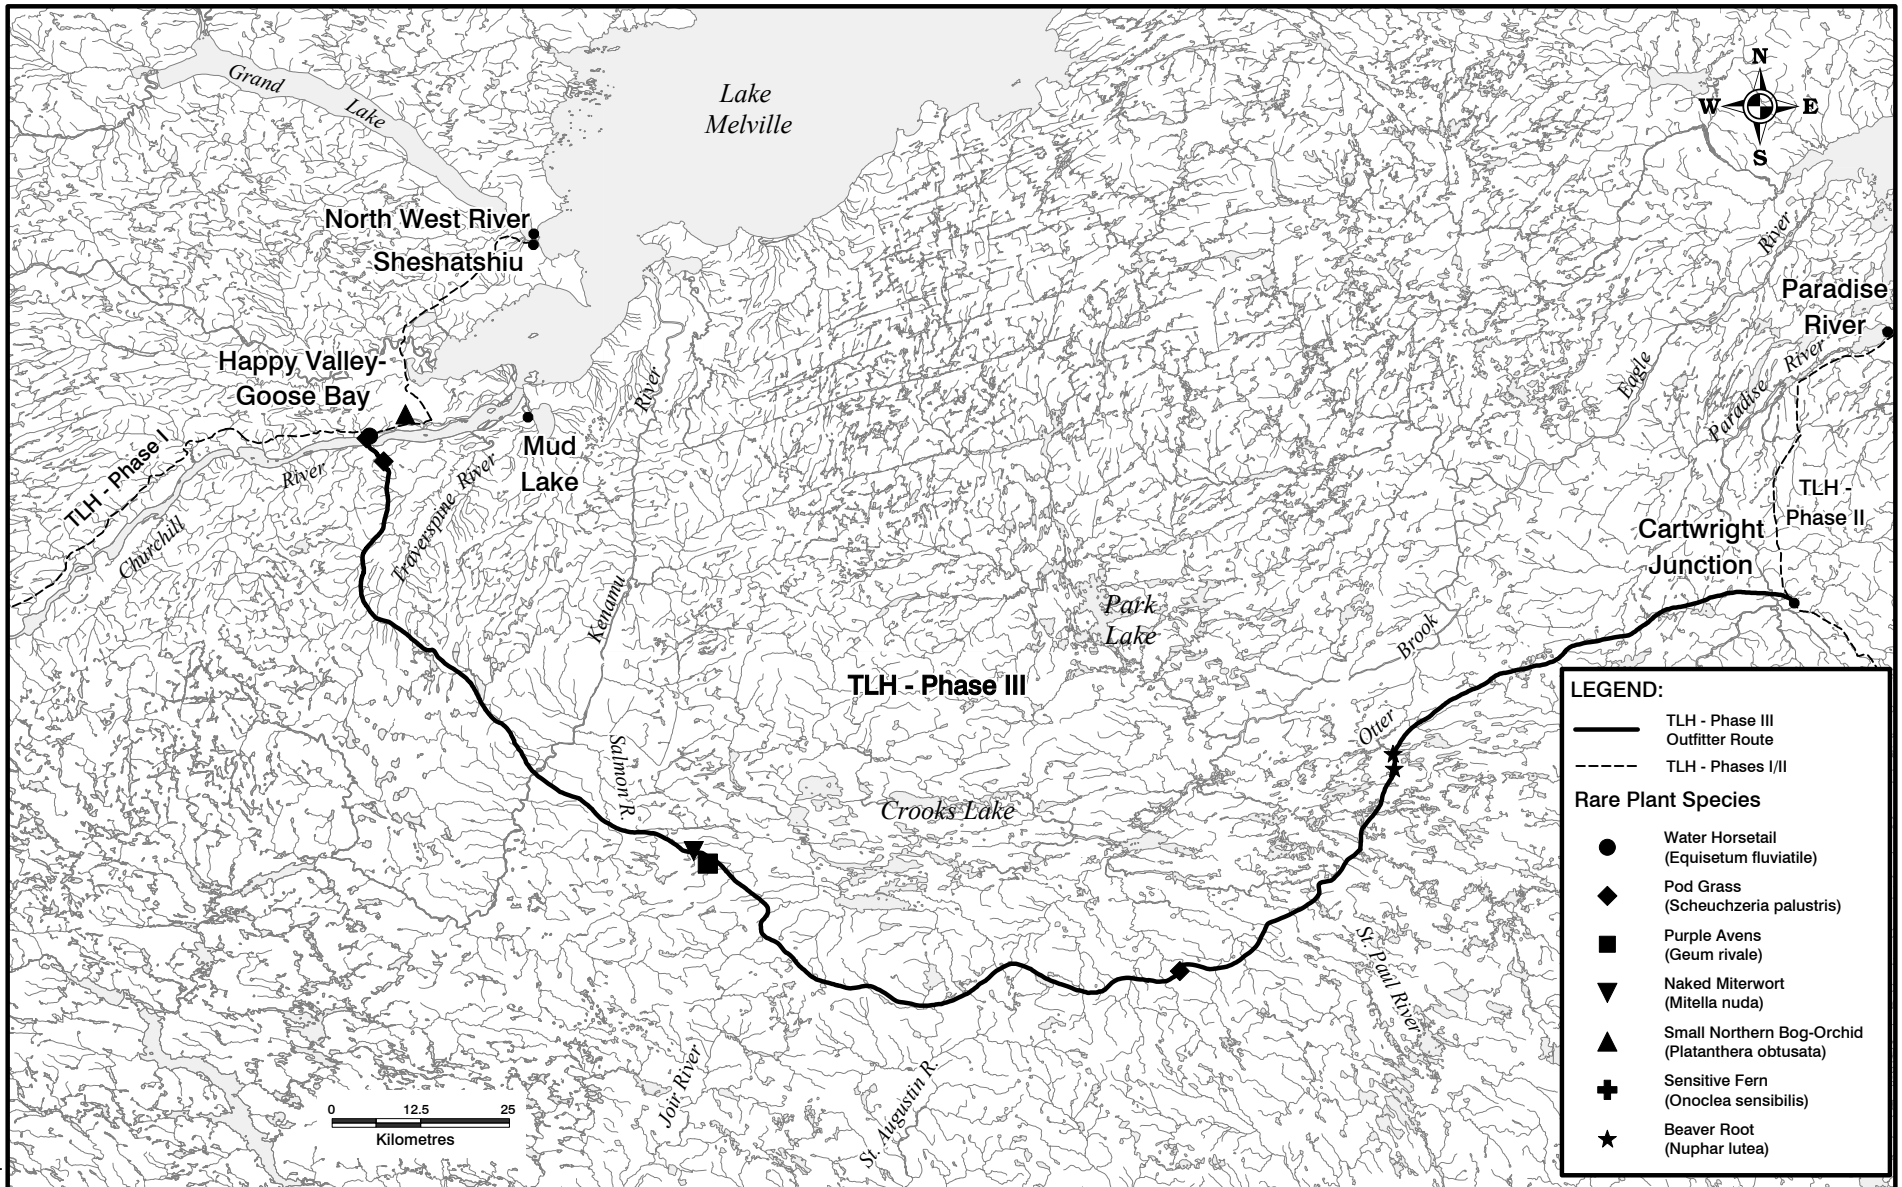 Grand
Lake
Lake
Melville
N
W
E
S
North West River
Sheshatshiu
River
Paradise
River
Happy Valley-
Goose Bay
River
Eagle
Paradise
River
TLH - Phase I
Mud
Lake
River
Traverspine River
Churchill
TLH -
Phase II
Cartwright
Junction
Kenamu
Park
Lake
Brook
TLH - Phase III
Otter
Salmon R.
Crooks Lake
St. Paul River
Joir River
St. Augustin R.
0 12.5 25
Kilometres
LEGEND:
TLH - Phase III
Outfitter Route
TLH - Phases I/II
Rare Plant Species
Water Horsetail
(Equisetum fluviatile)
Pod Grass
(Scheuchzeria palustris)
Purple Avens
(Geum rivale)
Naked Miterwort
(Mitella nuda)
Small Northern Bog-Orchid
(Platanthera obtusata)
Sensitive Fern
(Onoclea sensibilis)
Beaver Root
(Nuphar lutea)